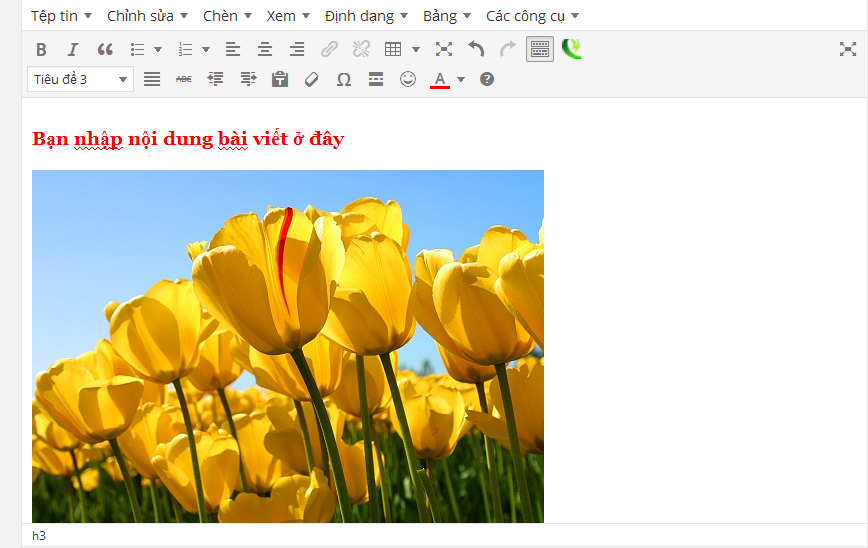 Tệp tin Chỉnh sửa Chèn Xem Định dạng Bảng Các công cụ
B I
Tiêu đề 3 ABC T Ω A ?
Bạn nhập nội dung bài viết ở đây
h3